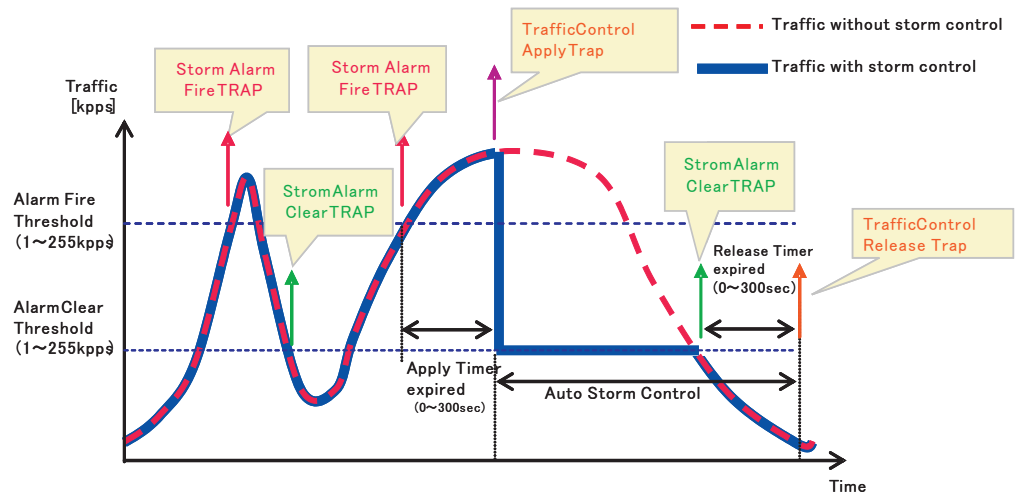 Traffic without storm control
Traffic with storm control
TrafficControl
ApplyTrap
Storm Alarm
FireTRAP
Storm Alarm
FireTRAP
Traffic
[kpps]
StromAlarm
ClearTRAP
StromAlarm
ClearTRAP
Alarm Fire
Threshold
(1～255kpps)
TrafficControl
Release Trap
Release Timer
expired
(0～300sec)
AlarmClear
Threshold
(1～255kpps)
Apply Timer
expired
(0～300sec)
Auto Storm Control
Time